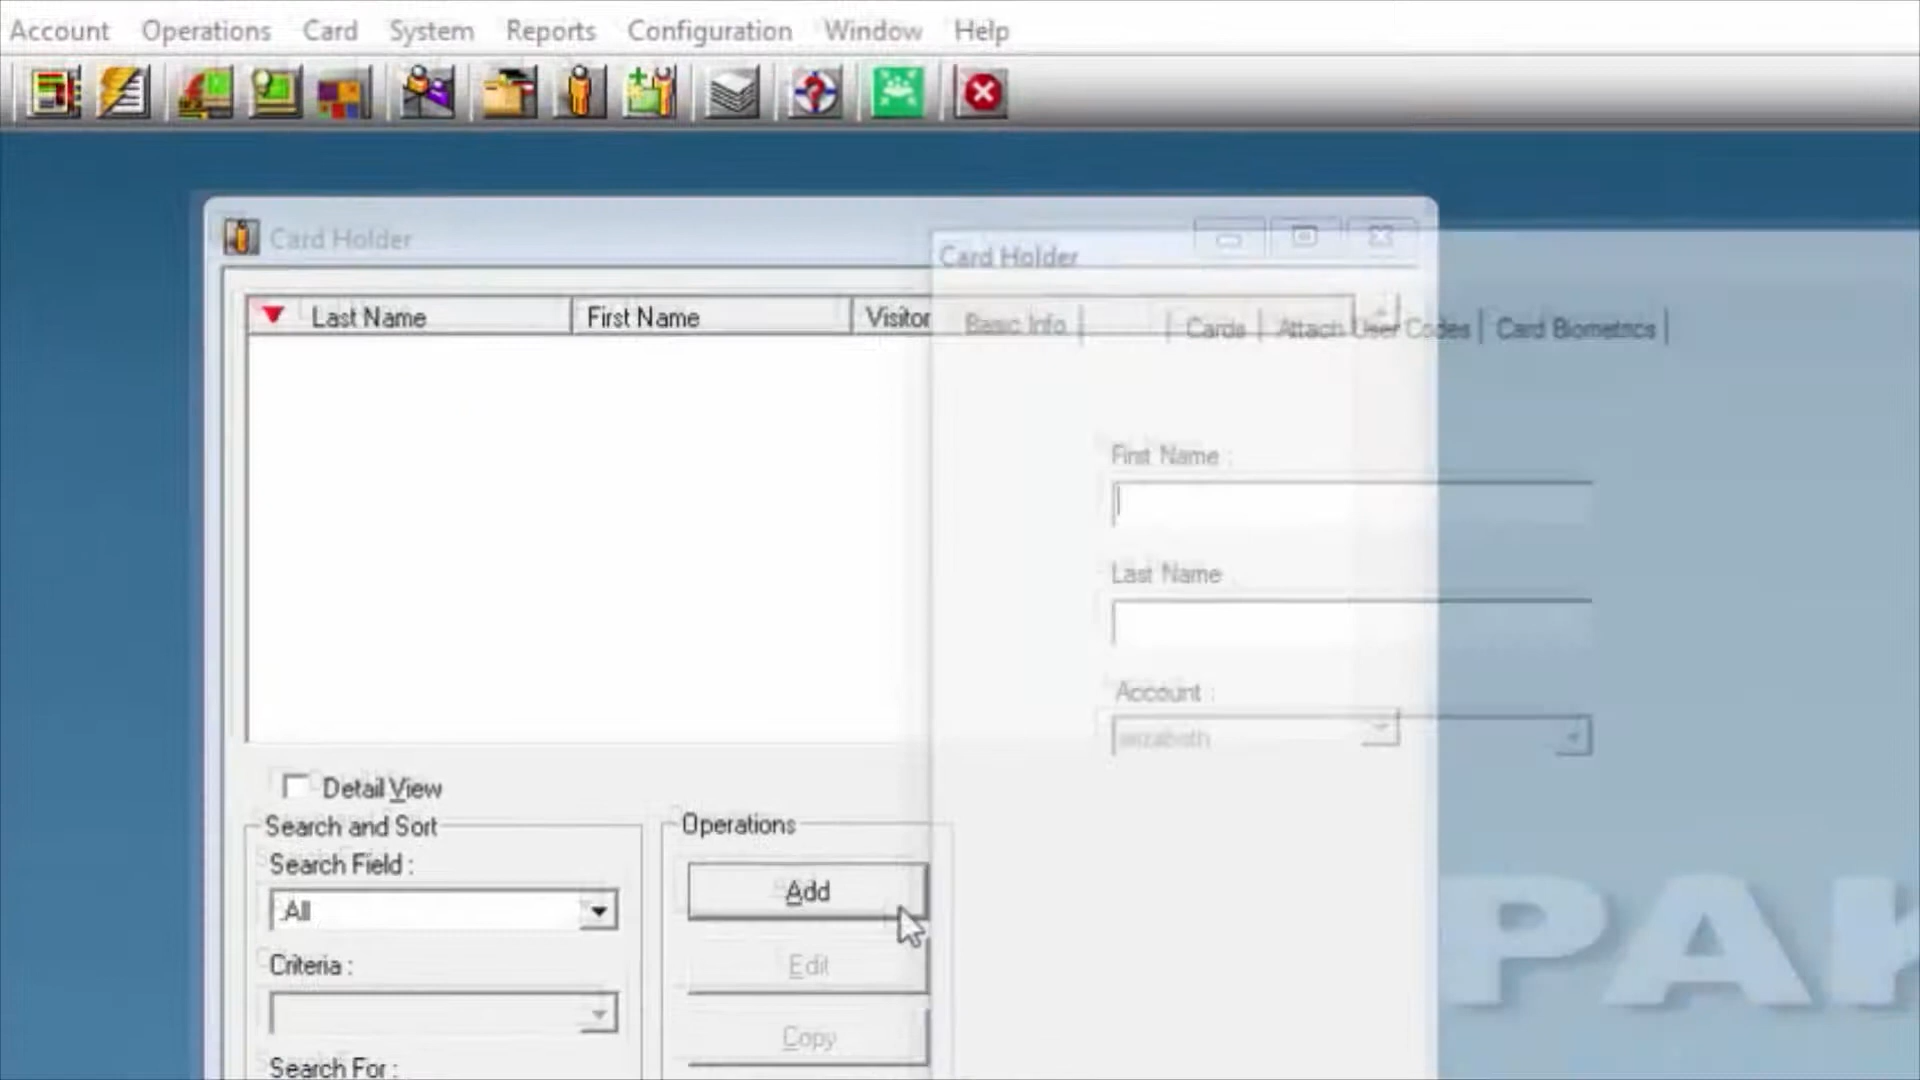 Account Operations Card System Reports Configuration Window Help
Card Holder
Card Holder
Last Name First Name Visitor
Basic Info Cards Attach User Codes Card Biometrics
First Name :
Last Name
Account :
Detail View
Search and Sort
Operations
Search Field :
All
Add
Criteria :
Edit
Copy
Search For :
PA